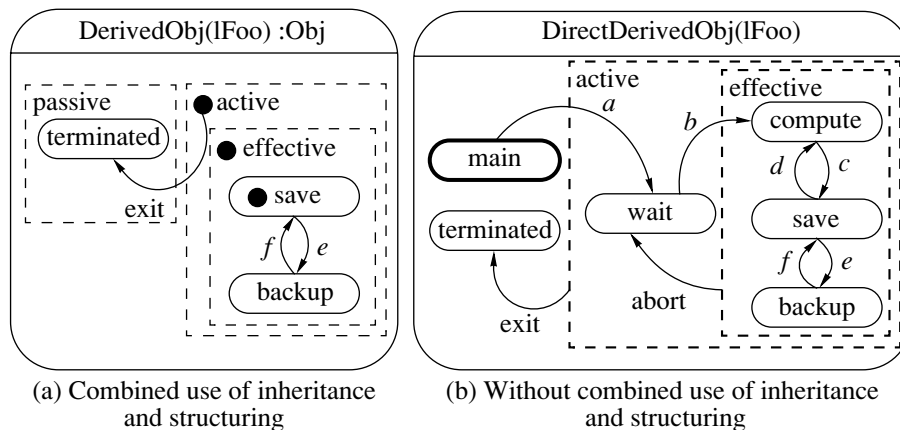 DerivedObj(lFoo) :Obj
passive
terminated
exit
active
effective
save
f
e
backup
(a) Combined use of inheritance
and structuring
DirectDerivedObj(lFoo)
main
terminated
exit
active
a
wait
abort
b
effective
compute
d
c
save
f
e
backup
(b) Without combined use of inheritance
and structuring